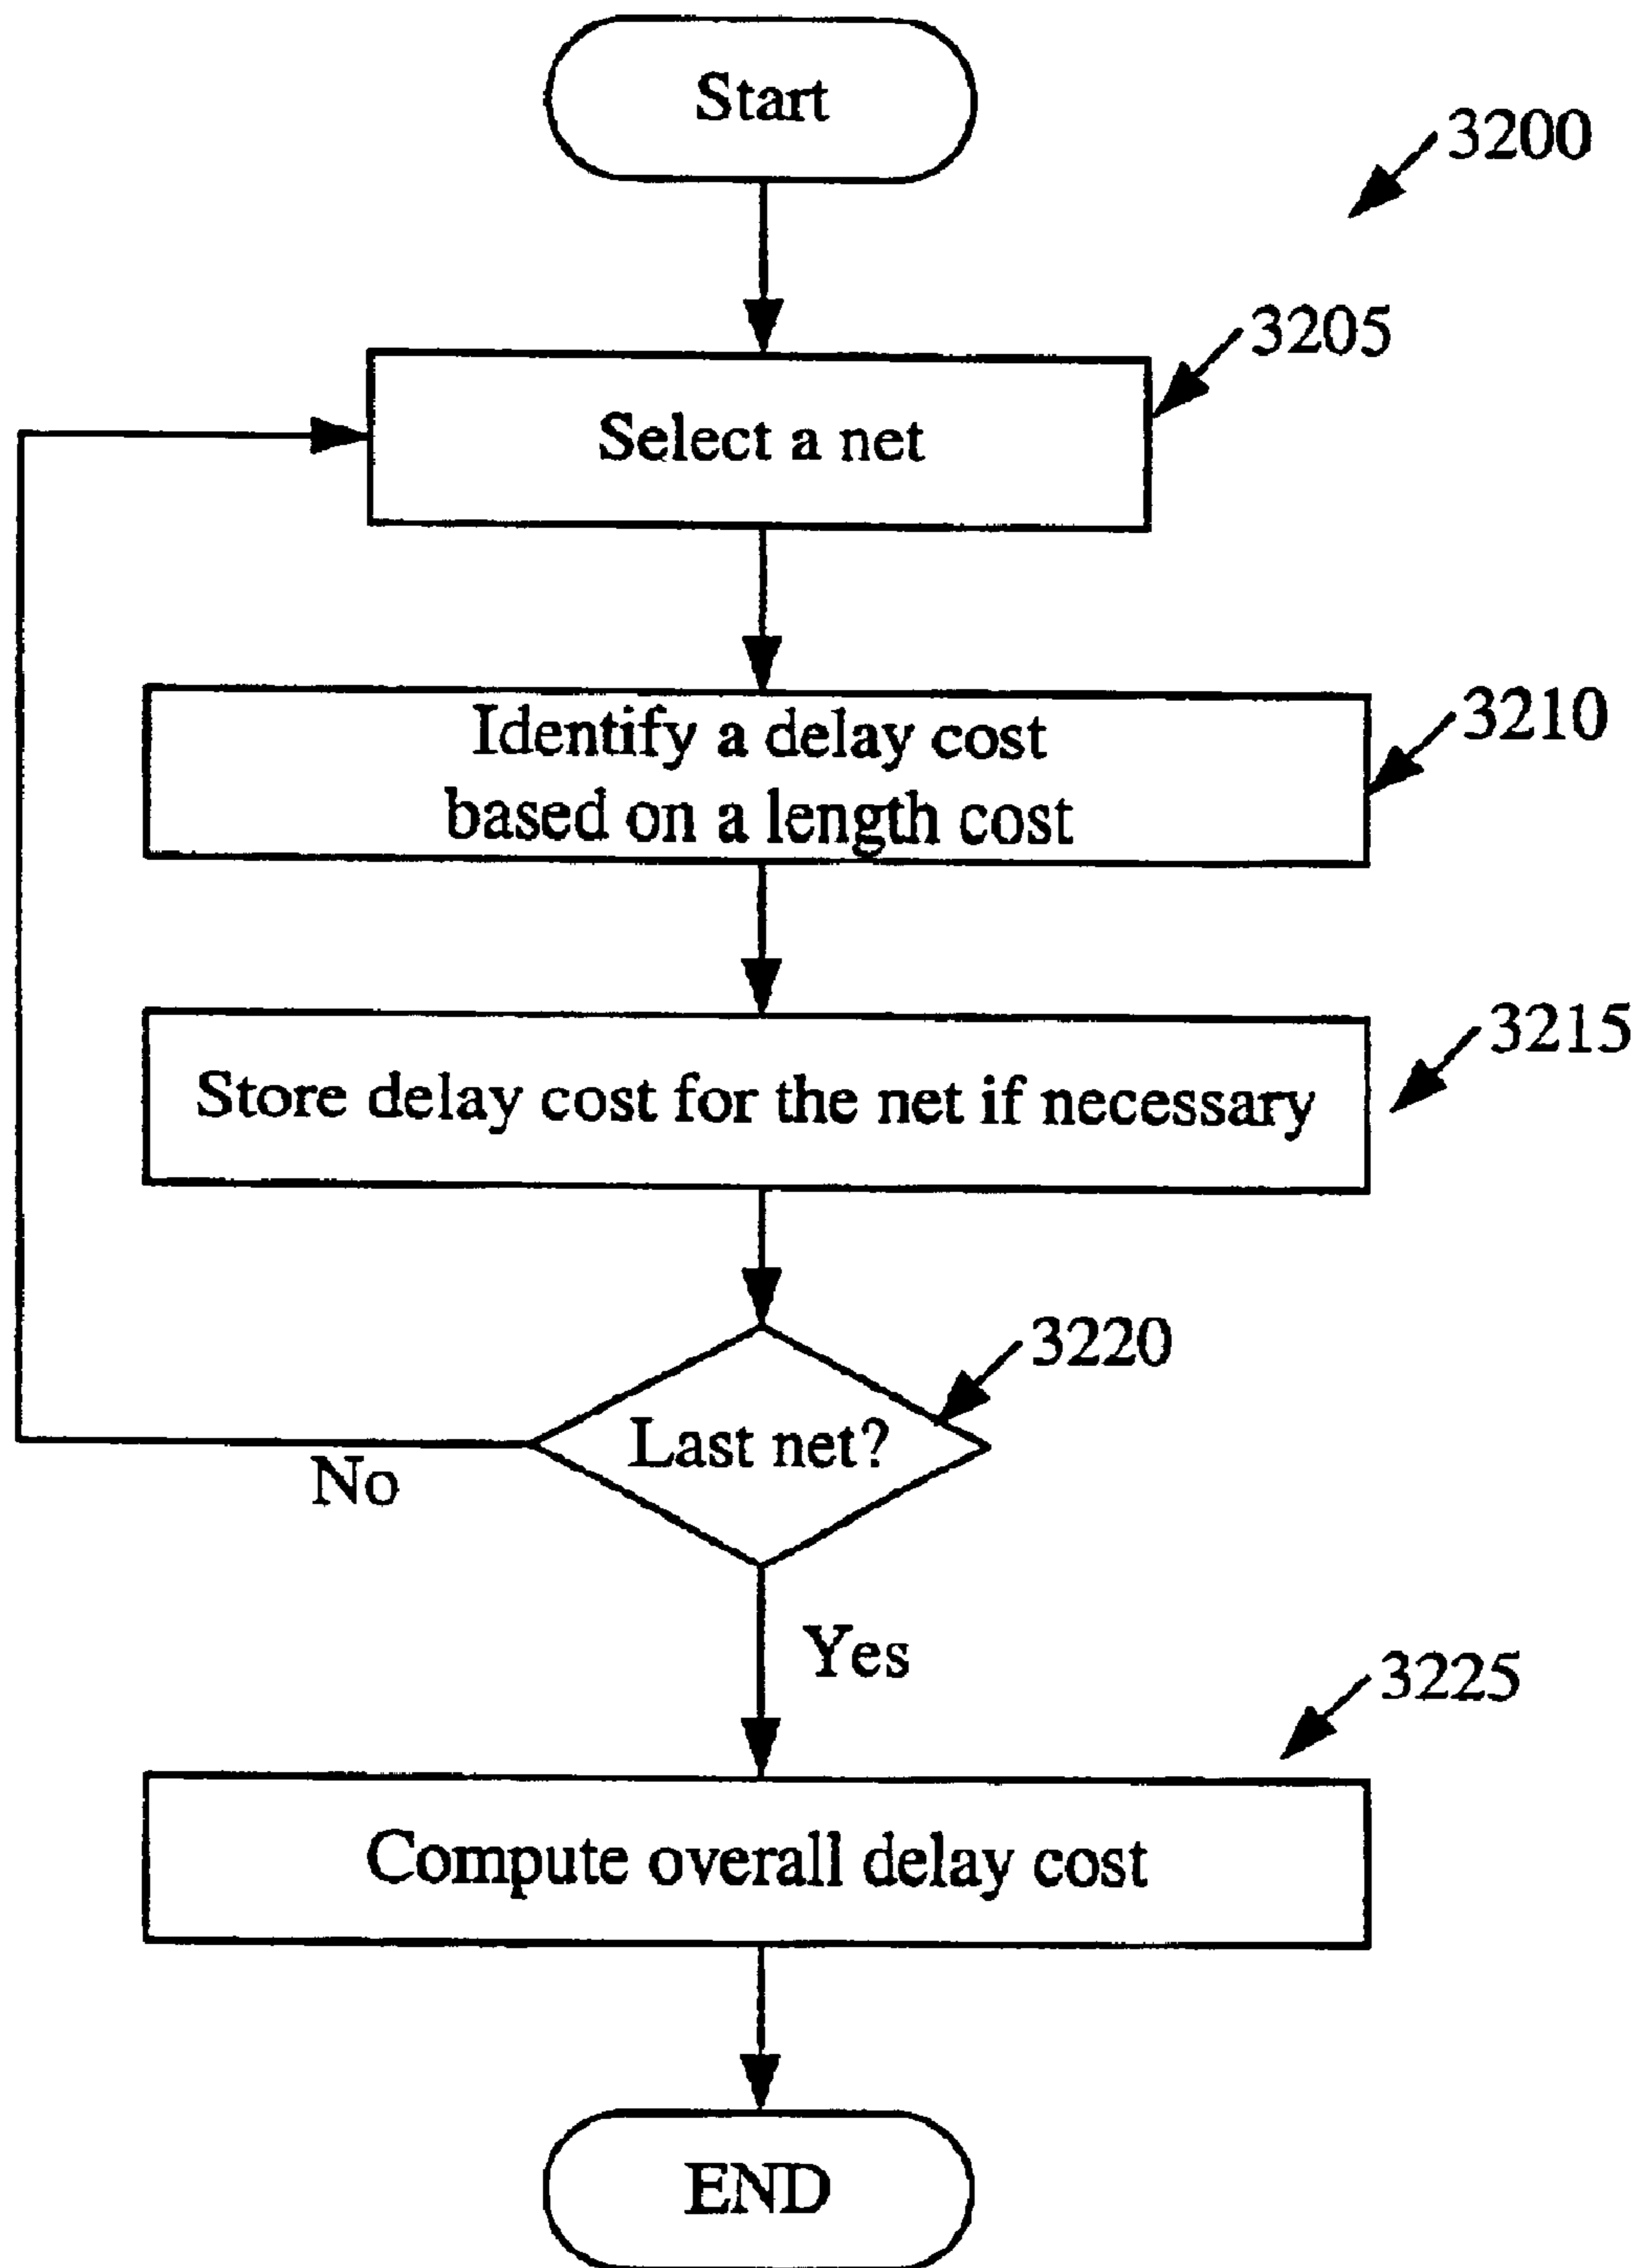 Start
3200
3205
Select a net
3210
Identify a delay cost
based on a length cost
3215
Store delay cost for the net if necessary
3220
Last net?
No
Yes
3225
Compute overall delay cost
END